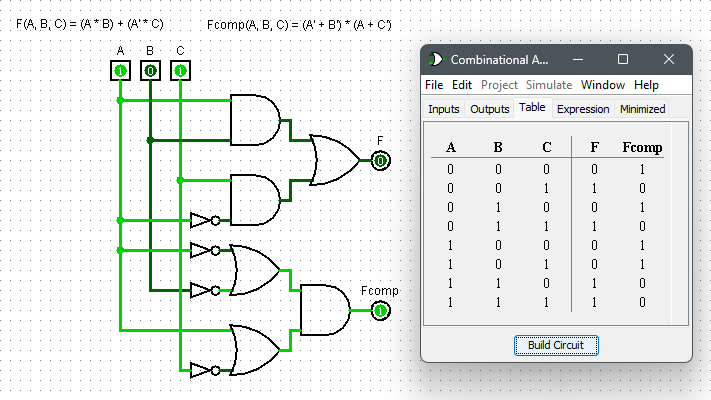 F(A, B, C) = (A * B) + (A' * C)
Fcomp(A, B, C) = (A' + B') * (A + C')
A B C
1 0 1
F
0
Fcomp
1
Combinational A...
File Edit Project Simulate Window Help
Inputs Outputs Table Expression Minimized
A B C F Fcomp
0 0 0 0 1
0 0 1 1 0
0 1 0 0 1
0 1 1 1 0
1 0 0 0 1
1 0 1 0 1
1 1 0 1 0
1 1 1 1 0
Build Circuit